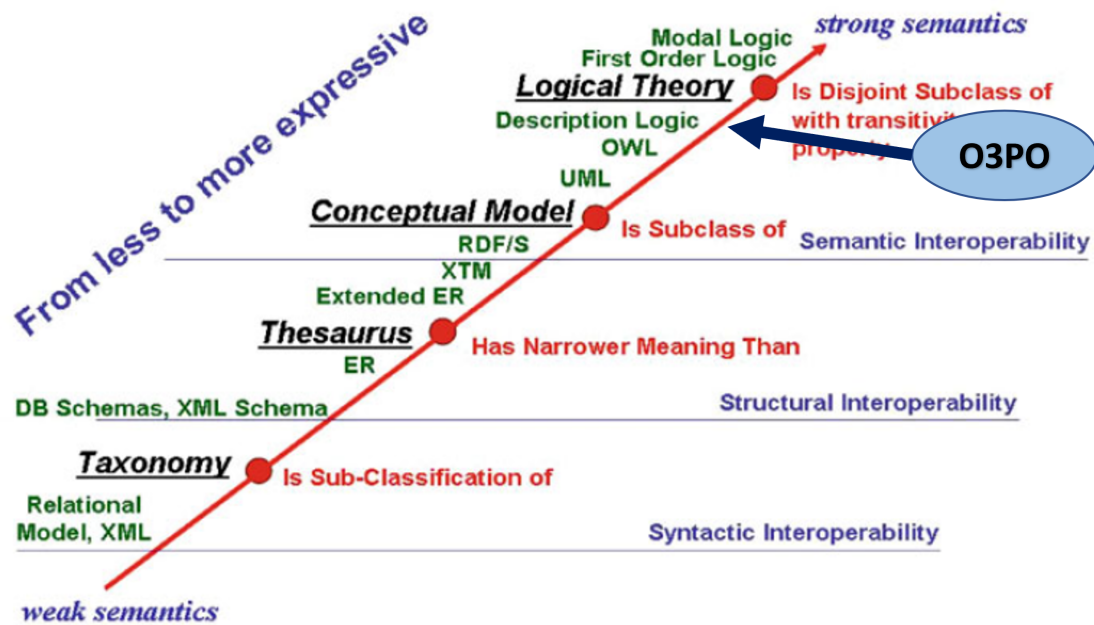 strong semantics
Modal Logic
First Order Logic
Logical Theory
Is Disjoint Subclass of
with transitivity
property
Description Logic
OWL
O3PO
UML
Conceptual Model
Is Subclass of
RDF/S
Semantic Interoperability
XTM
Extended ER
Thesaurus
Has Narrower Meaning Than
ER
DB Schemas, XML Schema
Structural Interoperability
Taxonomy
Is Sub-Classification of
Relational
Model, XML
Syntactic Interoperability
weak semantics
From less to more expressive